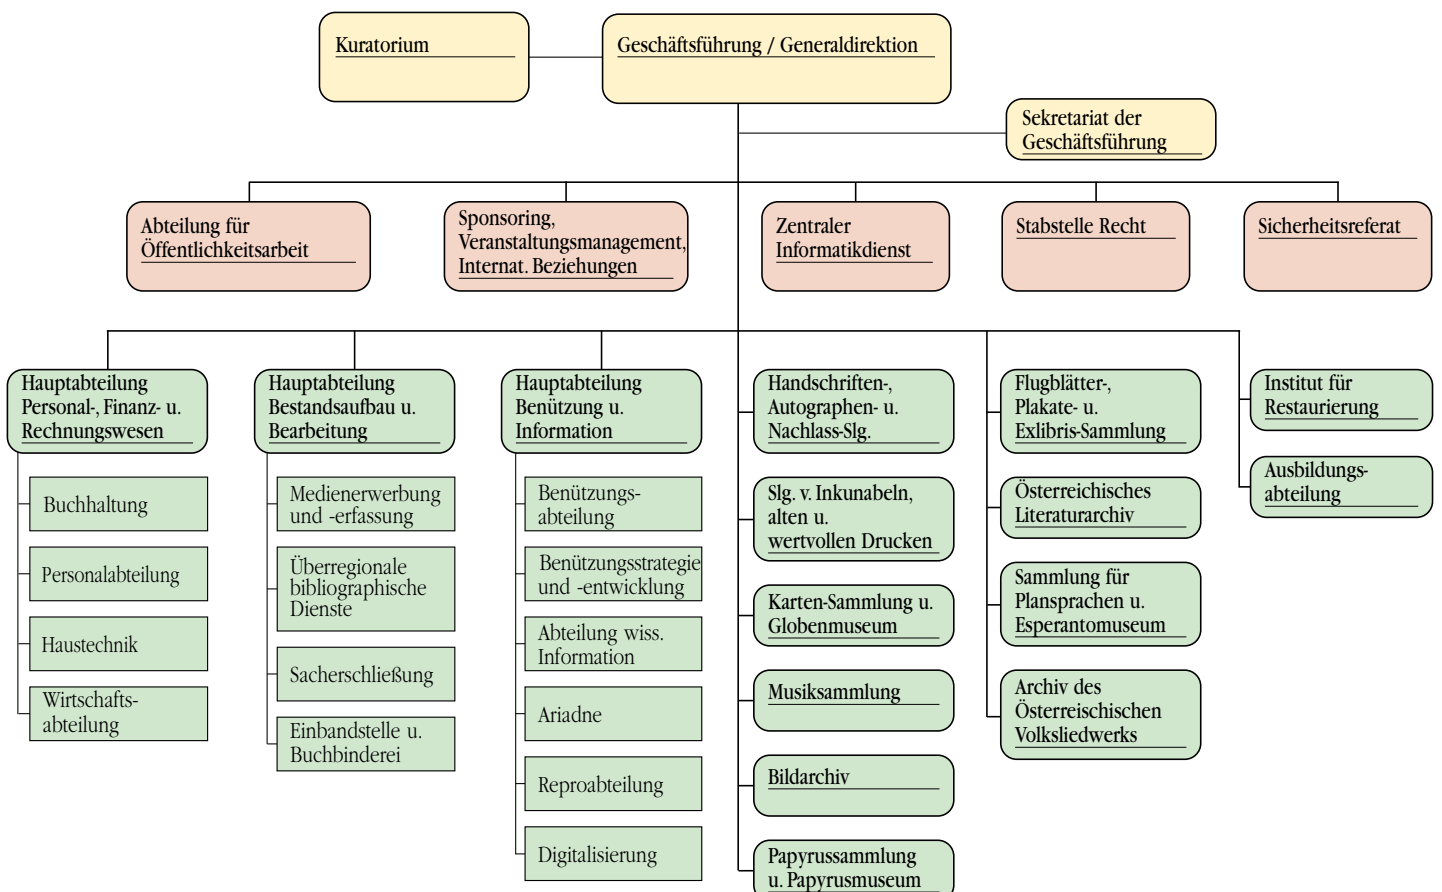 Kuratorium
Geschäftsführung / Generaldirektion
Sekretariat der
Geschäftsführung
Abteilung für
Öffentlichkeitsarbeit
Sponsoring,
Veranstaltungsmanagement,
Internat. Beziehungen
Zentraler
Informatikdienst
Stabstelle Recht
Sicherheitsreferat
Hauptabteilung
Personal-, Finanz- u.
Rechnungswesen
Buchhaltung
Personalabteilung
Haustechnik
Wirtschafts-
abteilung
Hauptabteilung
Bestandsaufbau u.
Bearbeitung
Medienerwerbung
und -erfassung
Überregionale
bibliographische
Dienste
Sacherschließung
Einbandstelle u.
Buchbinderei
Hauptabteilung
Benützung u.
Information
Benützungs-
abteilung
Benützungsstrategie
und -entwicklung
Abteilung wiss.
Information
Ariadne
Reproabteilung
Digitalisierung
Handschriften-,
Autographen- u.
Nachlass-Slg.
Slg. v. Inkunabeln,
alten u.
wertvollen Drucken
Karten-Sammlung u.
Globenmuseum
Musiksammlung
Bildarchiv
Papyrussammlung
u. Papyrusmuseum
Flugblätter-,
Plakate- u.
Exlibris-Sammlung
Österreichisches
Literaturarchiv
Sammlung für
Plansprachen u.
Esperantomuseum
Archiv des
Österreischischen
Volksliedwerks
Institut für
Restaurierung
Ausbildungs-
abteilung